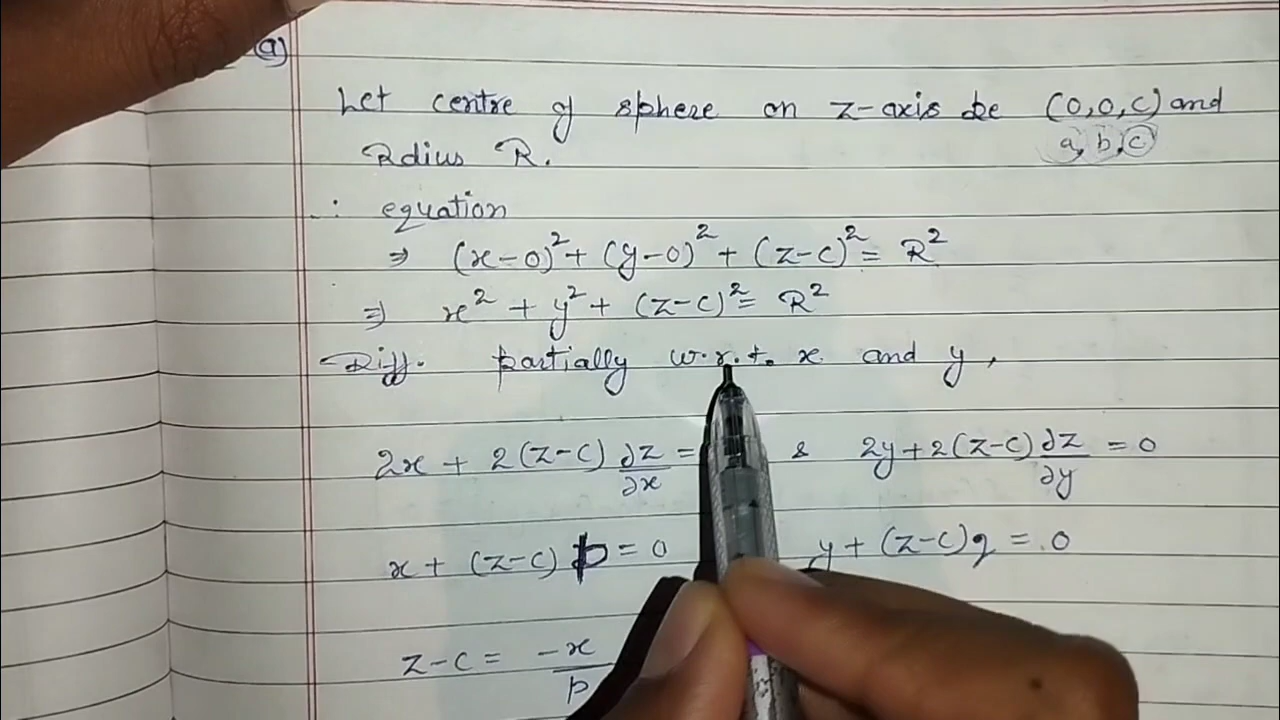 (a)
Let centre of sphere on z-axis be (0,0,c) and
a, b, c
Rdius R.
∴ equation
⇒ (x-0)² + (y-0)² + (z-c)² = R²
⇒ x² + y² + (z-c)² = R²
Diff. partially w.r.t. x and y,
2x + 2(z-c) ∂z/∂x = & 2y+2(z-c) ∂z/∂y = 0
x + (z-c) p = 0 y + (z-c)q = 0
z-c = -x/p